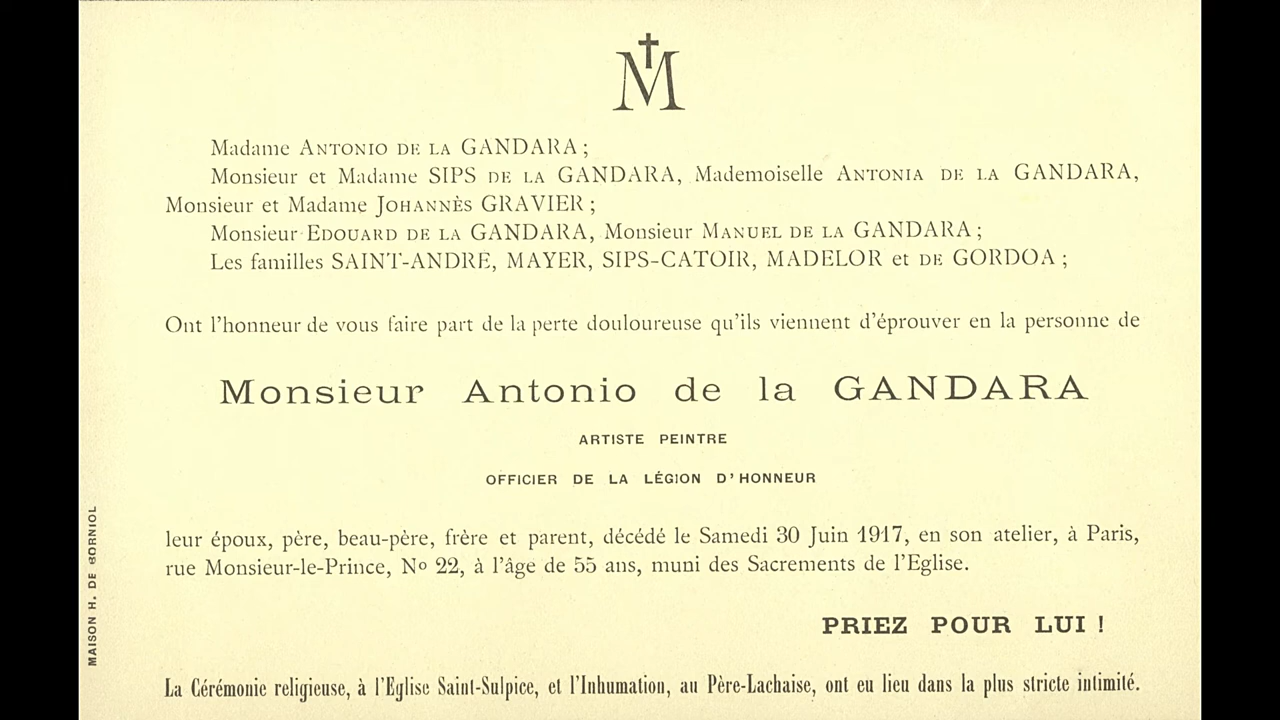 M
Madame ANTONIO DE LA GANDARA ;
Monsieur et Madame SIPS DE LA GANDARA, Mademoiselle ANTONIA DE LA GANDARA,
Monsieur et Madame JOHANNÈS GRAVIER ;
Monsieur EDOUARD DE LA GANDARA, Monsieur MANUEL DE LA GANDARA ;
Les familles SAINT-ANDRE, MAYER, SIPS-CATOIR, MADELOR et DE GORDOA ;
Ont l'honneur de vous faire part de la perte douloureuse qu'ils viennent d'éprouver en la personne de
Monsieur Antonio de la GANDARA
ARTISTE PEINTRE
OFFICIER DE LA LÉGION D'HONNEUR
leur époux, père, beau-père, frère et parent, décédé le Samedi 30 Juin 1917, en son atelier, à Paris,
rue Monsieur-le-Prince, No 22, à l'âge de 55 ans, muni des Sacrements de l'Eglise.
PRIEZ POUR LUI !
La Cérémonie religieuse, à l'Eglise Saint-Sulpice, et l'Inhumation, au Père-Lachaise, ont eu lieu dans la plus stricte intimité.
MAISON H. DE BORNIOL